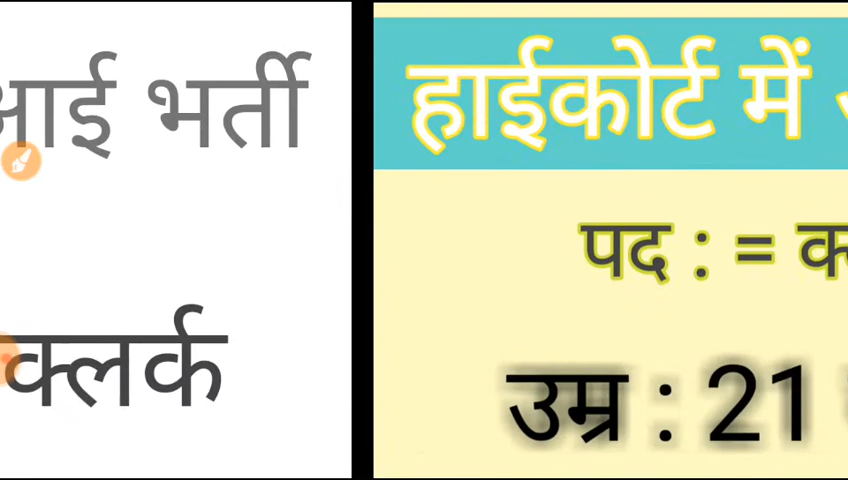 आई भर्ती
क्लर्क
हाईकोर्ट में
पद : =
उम्र : 21